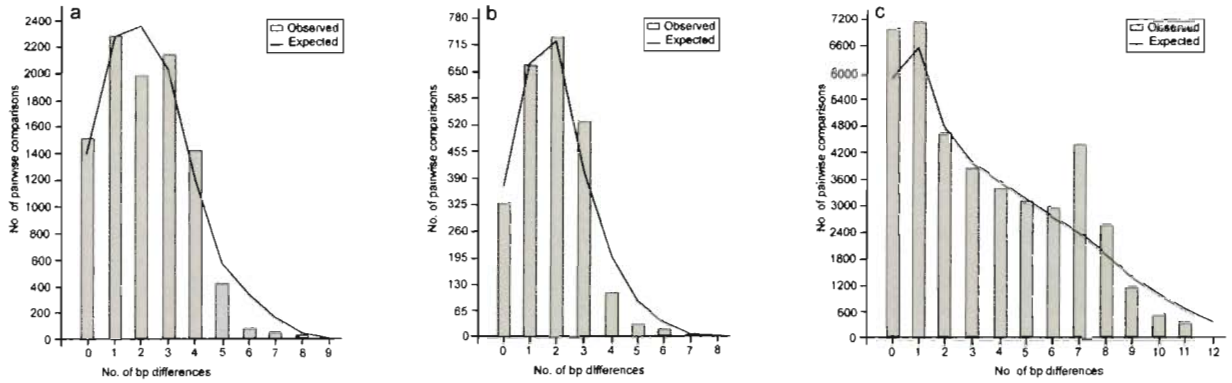 a
2400
2200
2000
1800
1600
1400
1200
1000
800
600
400
200
0
No. of pairwise comparisons
Observed
Expected
0 1 2 3 4 5 6 7 8 9
No. of bp differences
b
780
715
650
585
520
455
390
325
260
195
130
65
0
No. of pairwise comparisons
Observed
Expected
0 1 2 3 4 5 6 7 8
No. of bp differences
c
7200
6600
6000
5400
4800
4200
3600
3000
2400
1800
1200
600
0
No. of pairwise comparisons
Observed
Expected
0 1 2 3 4 5 6 7 8 9 10 11 12
No. of bp differences